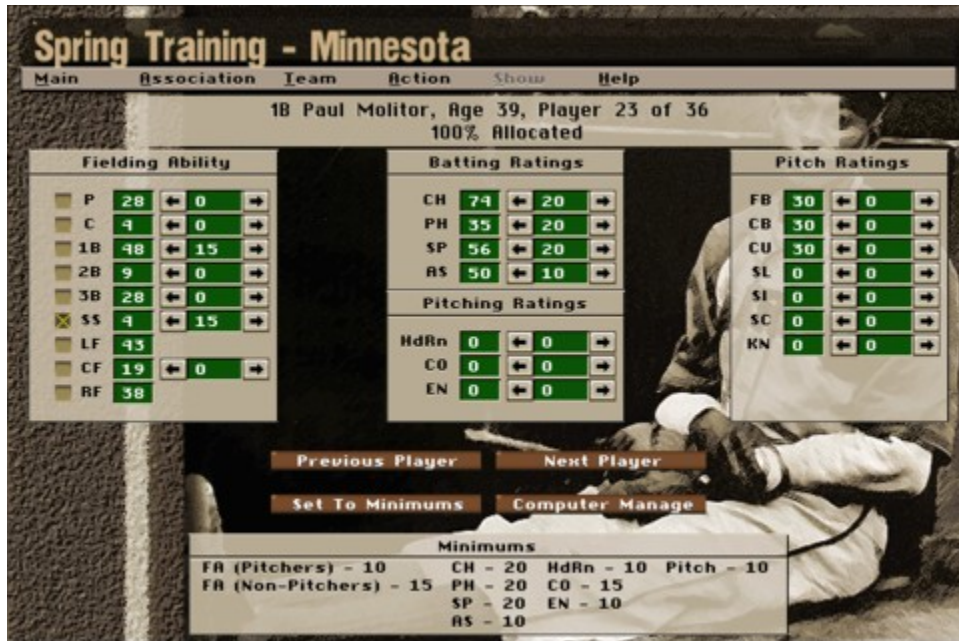 Spring Training - Minnesota
Main Association Team Action Show Help
1B Paul Molitor, Age 39, Player 23 of 36
100% Allocated
Fielding Ability
P 28 0
C 4 0
1B 48 15
2B 9 0
3B 28 0
SS 4 15
LF 43
CF 19 0
RF 38
Batting Ratings
CH 74 20
PH 35 20
SP 56 20
AS 50 10
Pitching Ratings
HdRn 0 0
CO 0 0
EN 0 0
Pitch Ratings
FB 30 0
CB 30 0
CU 30 0
SL 0 0
SI 0 0
SC 0 0
KN 0 0
Previous Player Next Player
Set To Minimums Computer Manage
Minimums
FA (Pitchers) - 10 CH - 20 HdRn - 10 Pitch - 10
FA (Non-Pitchers) - 15 PH - 20 CO - 15
SP - 20 EN - 10
AS - 10